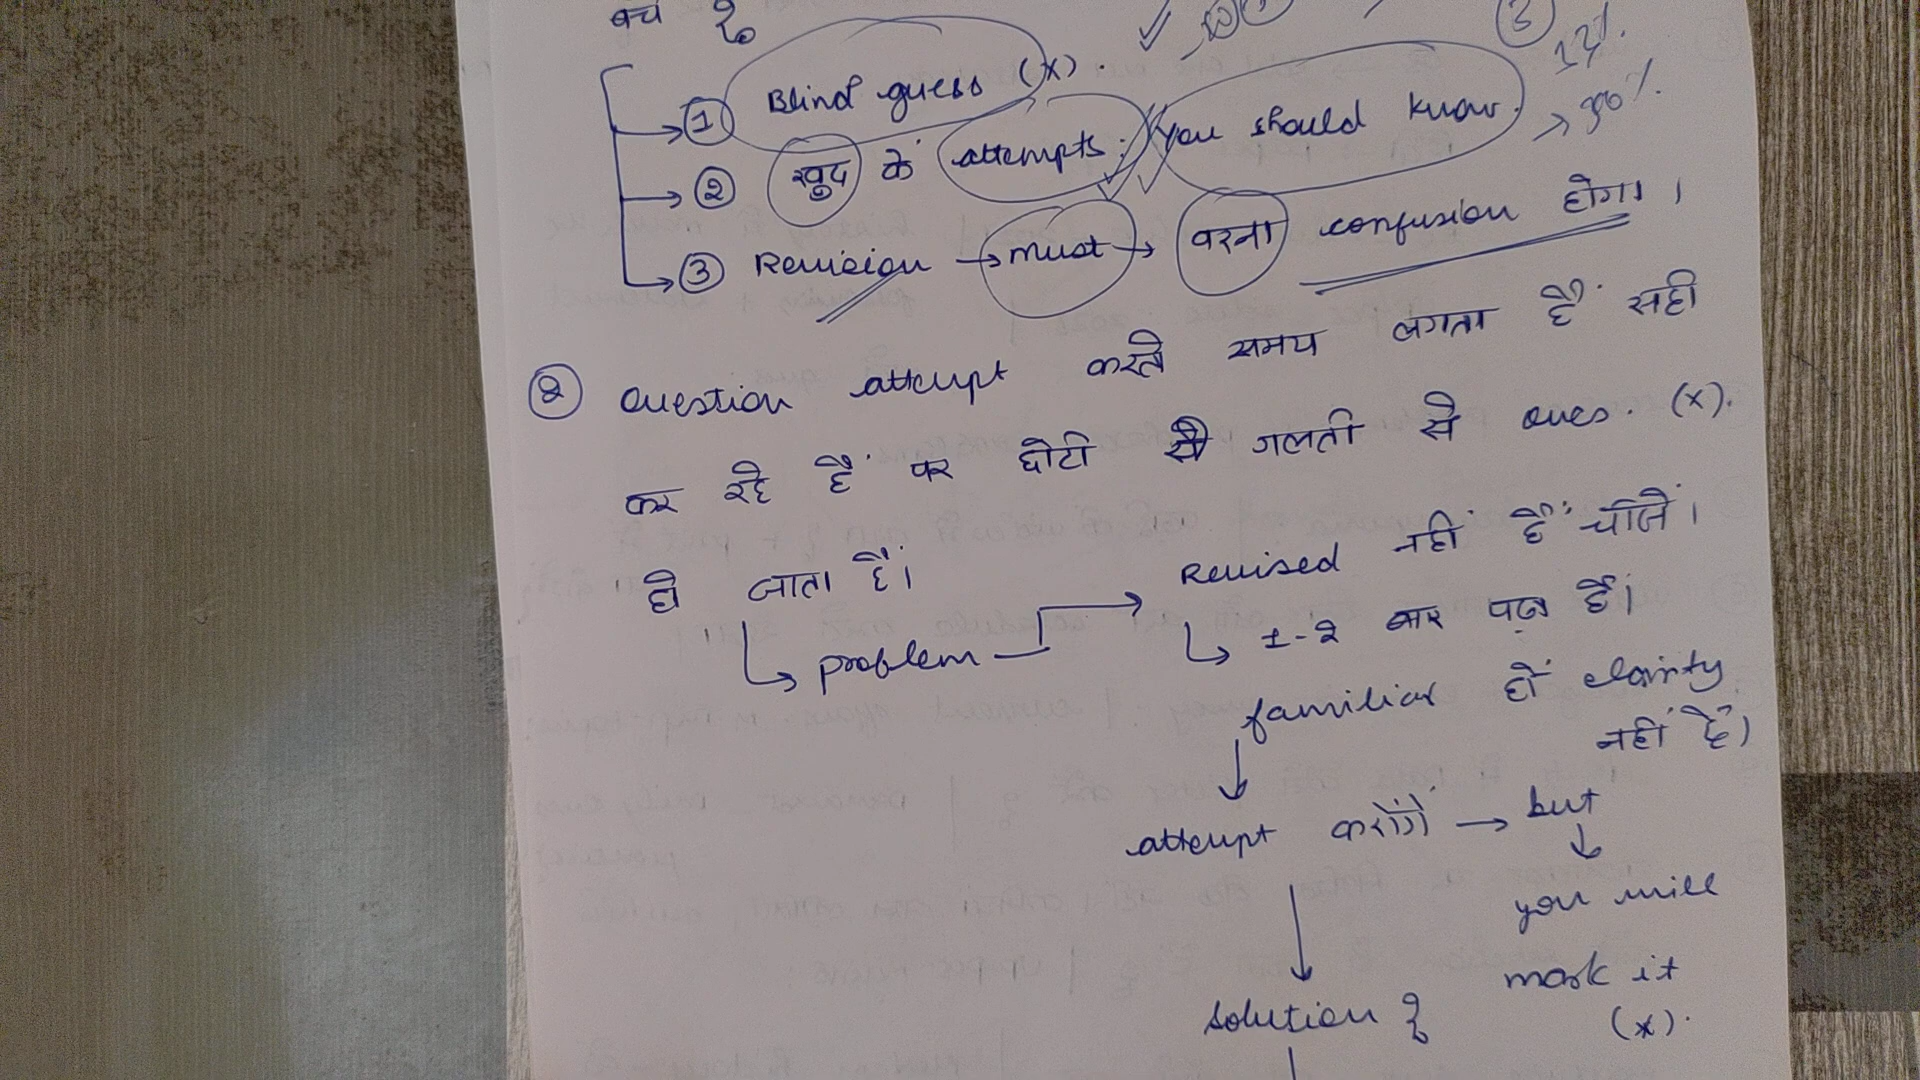 बचे
① Blind guess (x).
② खुद के attempts: you should know.
12%
③ Revision → must → वरना confusion होगा।
② Question attempt करते समय लगता हैं सही
कर रहे हैं पर छोटी सी गलती से ques. (x).
हो जाता हैं।
↳ problem → Revised नहीं हैं चीजें।
↳ 1-2 बार पढ़ा हैं।
familiar हो clarity
नहीं हैं।
attempt करोगे → but
you will
mark it
(x).
solution ?